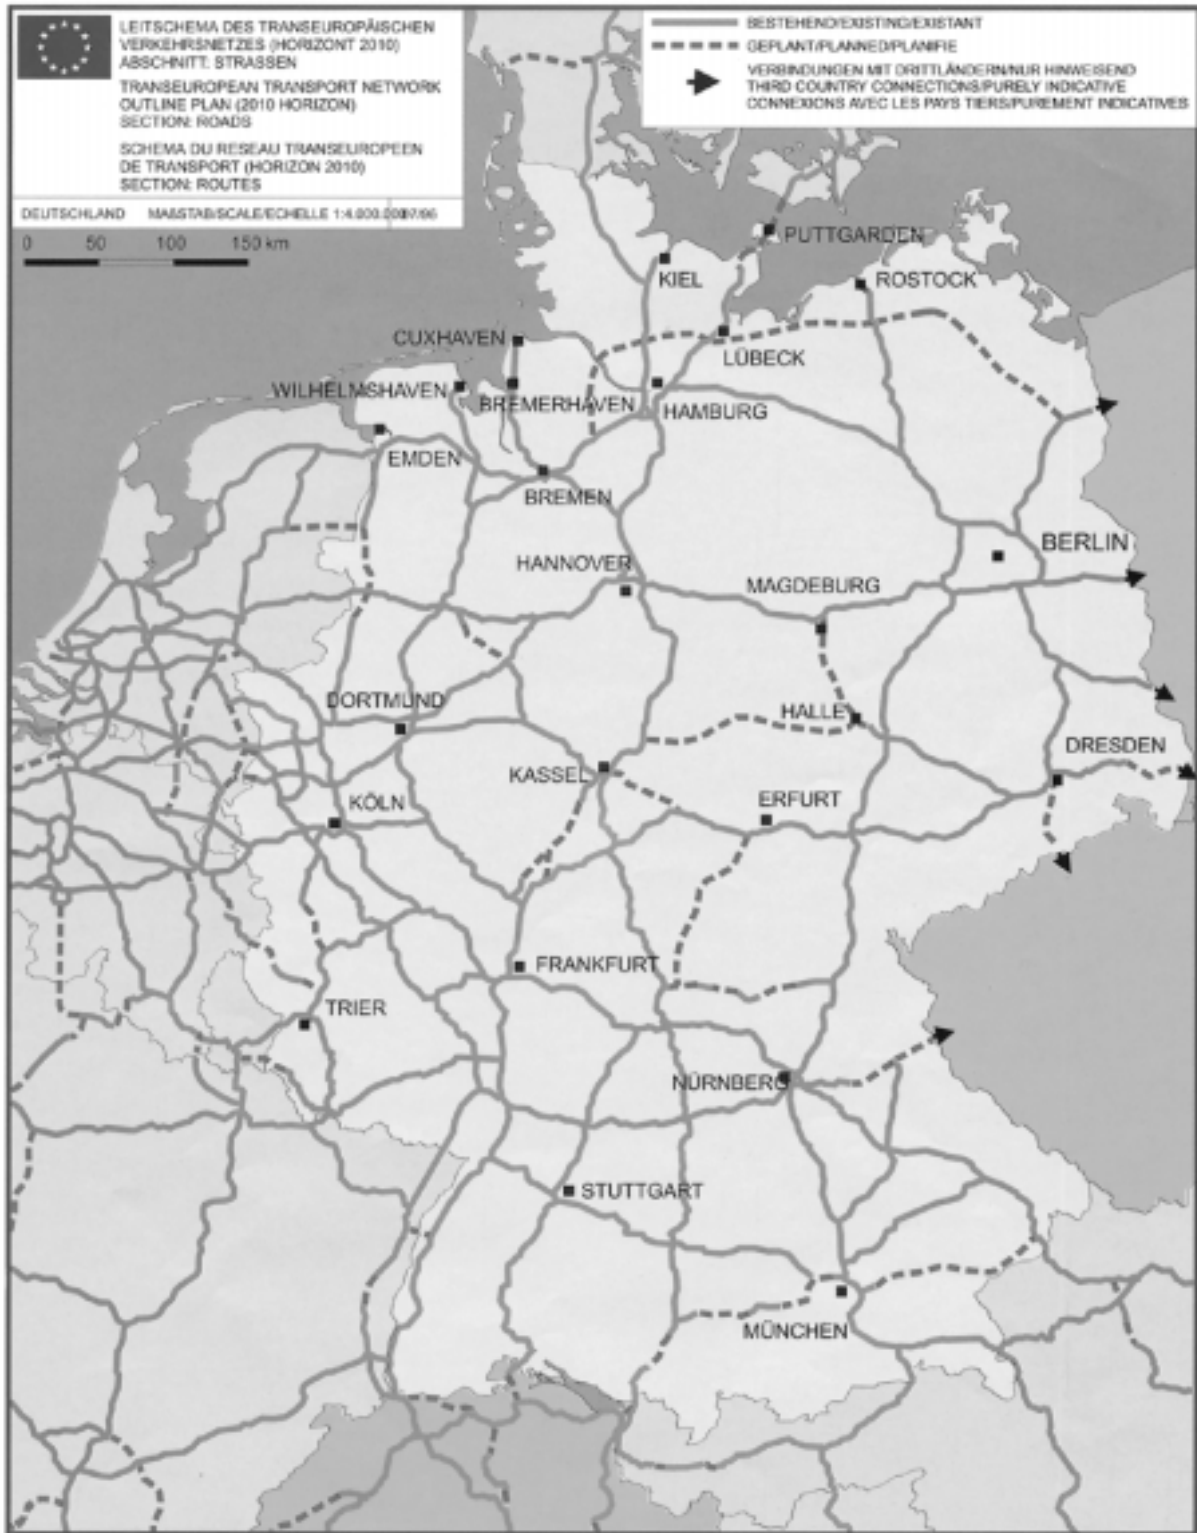 LEITSCHEMA DES TRANSEUROPÄISCHEN
VERKEHRSNETZES (HORIZONT 2010)
ABSCHNITT: STRASSEN
TRANSEUROPEAN TRANSPORT NETWORK
OUTLINE PLAN (2010 HORIZON)
SECTION: ROADS
SCHEMA DU RESEAU TRANSEUROPEEN
DE TRANSPORT (HORIZON 2010)
SECTION: ROUTES
DEUTSCHLAND MAßSTAB/SCALE/ECHELLE
0 50 100 150 km
BESTEHEND/EXISTING/EXISTANT
GEPLANT/PLANNED/PLANIFIE
VERBINDUNGEN MIT DRITTLÄNDERN/NUR HINWEISEND
THIRD COUNTRY CONNECTIONS/PURELY INDICATIVE
CONNEXIONS AVEC LES PAYS TIERS/PUREMENT INDICATIVES
PUTTGARDEN
KIEL
ROSTOCK
CUXHAVEN
LÜBECK
WILHELMSHAVEN
BREMERHAVEN
HAMBURG
EMDEN
BREMEN
BERLIN
HANNOVER
MAGDEBURG
DORTMUND
HALLE
DRESDEN
KASSEL
KÖLN
ERFURT
FRANKFURT
TRIER
NÜRNBERG
STUTTGART
MÜNCHEN